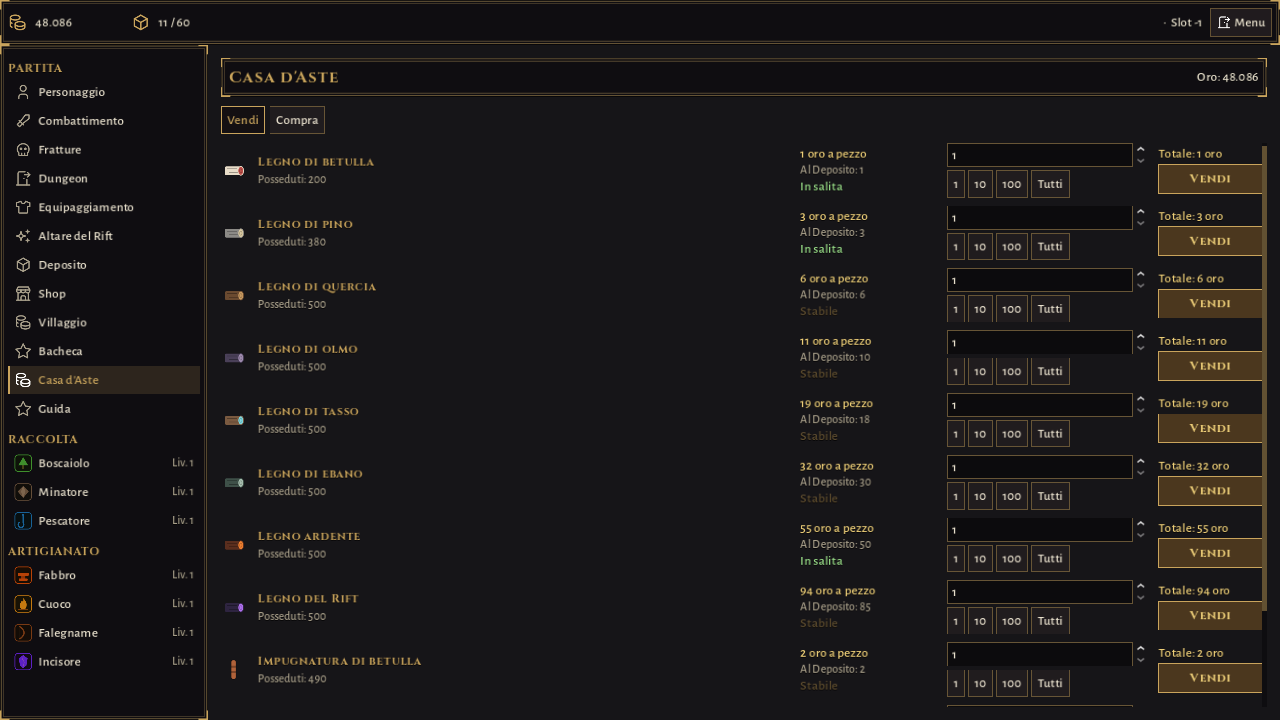 48.086
11 / 60
· Slot -1
Menu
PARTITA
Personaggio
Combattimento
Fratture
Dungeon
Equipaggiamento
Altare del Rift
Deposito
Shop
Villaggio
Bacheca
Casa d'Aste
Guida
RACCOLTA
Boscaiolo Liv. 1
Minatore Liv. 1
Pescatore Liv. 1
ARTIGIANATO
Fabbro Liv. 1
Cuoco Liv. 1
Falegname Liv. 1
Incisore Liv. 1
Casa d'Aste
Oro: 48.086
Vendi
Compra
Legno di betulla
Posseduti: 200
1 oro a pezzo
Al Deposito: 1
In salita
1
1 10 100 Tutti
Totale: 1 oro
Vendi
Legno di pino
Posseduti: 380
3 oro a pezzo
Al Deposito: 3
In salita
1
1 10 100 Tutti
Totale: 3 oro
Vendi
Legno di quercia
Posseduti: 500
6 oro a pezzo
Al Deposito: 6
Stabile
1
1 10 100 Tutti
Totale: 6 oro
Vendi
Legno di olmo
Posseduti: 500
11 oro a pezzo
Al Deposito: 10
Stabile
1
1 10 100 Tutti
Totale: 11 oro
Vendi
Legno di tasso
Posseduti: 500
19 oro a pezzo
Al Deposito: 18
Stabile
1
1 10 100 Tutti
Totale: 19 oro
Vendi
Legno di ebano
Posseduti: 500
32 oro a pezzo
Al Deposito: 30
Stabile
1
1 10 100 Tutti
Totale: 32 oro
Vendi
Legno ardente
Posseduti: 500
55 oro a pezzo
Al Deposito: 50
In salita
1
1 10 100 Tutti
Totale: 55 oro
Vendi
Legno del Rift
Posseduti: 500
94 oro a pezzo
Al Deposito: 85
Stabile
1
1 10 100 Tutti
Totale: 94 oro
Vendi
Impugnatura di betulla
Posseduti: 490
2 oro a pezzo
Al Deposito: 2
Stabile
1
1 10 100 Tutti
Totale: 2 oro
Vendi